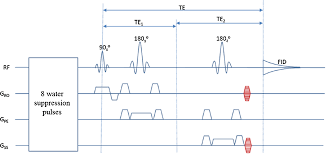 TE
TE1
TE2
90°
180°
180°
RF
FID
8 water
suppression
pulses
GRO
GPE
GSS